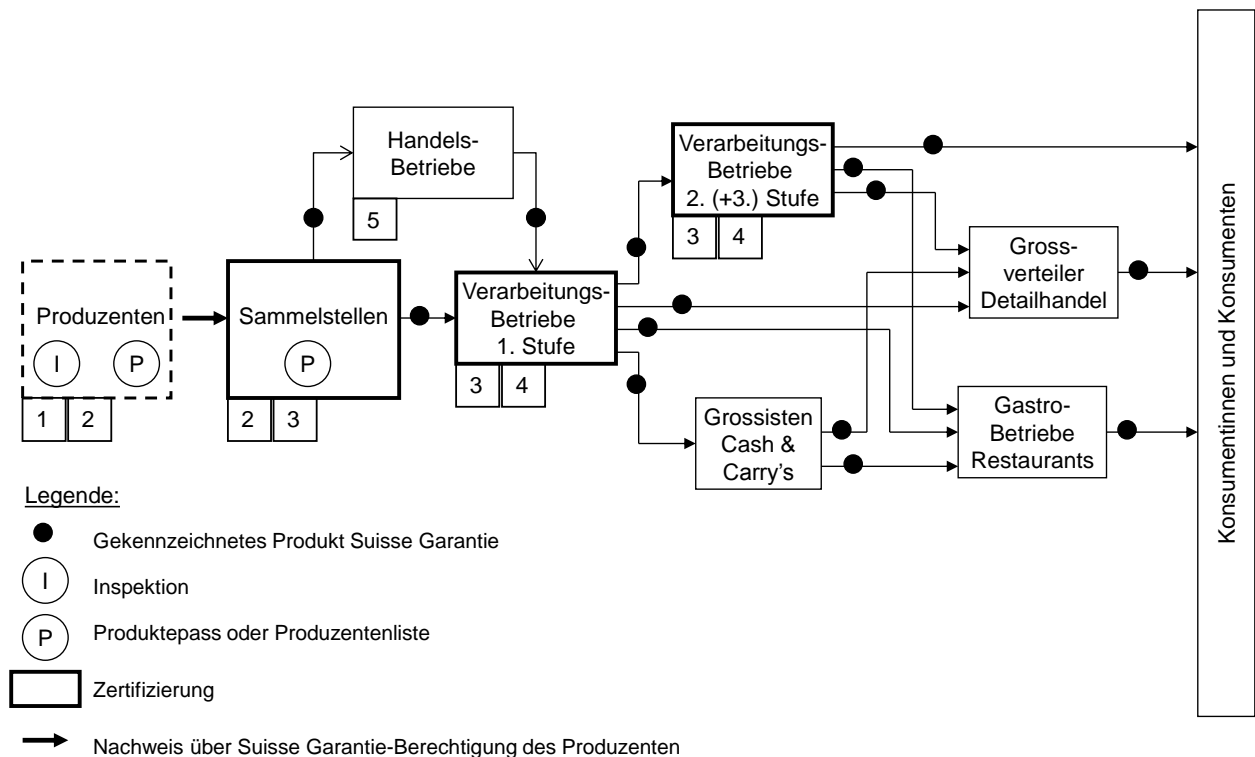 Handels-
Betriebe
5
Verarbeitungs-
Betriebe
2. (+3.) Stufe
3 4
Produzenten
I P
1 2
Sammelstellen
P
2 3
Verarbeitungs-
Betriebe
1. Stufe
3 4
Gross-
verteiler
Detailhandel
Grossisten
Cash &
Carry's
Gastro-
Betriebe
Restaurants
Konsumentinnen und Konsumenten
Legende:
Gekennzeichnetes Produkt Suisse Garantie
I Inspektion
P Produktepass oder Produzentenliste
Zertifizierung
Nachweis über Suisse Garantie-Berechtigung des Produzenten